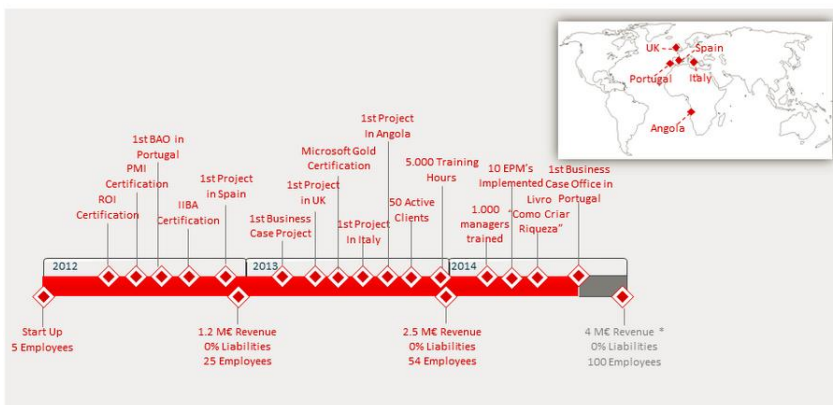 UK
Spain
Portugal
Italy
Angola
ROI
Certification
PMI
Certification
1st BAO in
Portugal
IIBA
Certification
1st Project
in Spain
1st Business
Case Project
1st Project
in UK
Microsoft Gold
Certification
1st Project
In Italy
1st Project
In Angola
50 Active
Clients
5.000 Training
Hours
1.000
managers
trained
10 EPM's
Implemented
Livro
"Como Criar
Riqueza"
1st Business
Case Office in
Portugal
2012
2013
2014
Start Up
5 Employees
1.2 M€ Revenue
0% Liabilities
25 Employees
2.5 M€ Revenue
0% Liabilities
54 Employees
4 M€ Revenue *
0% Liabilities
100 Employees